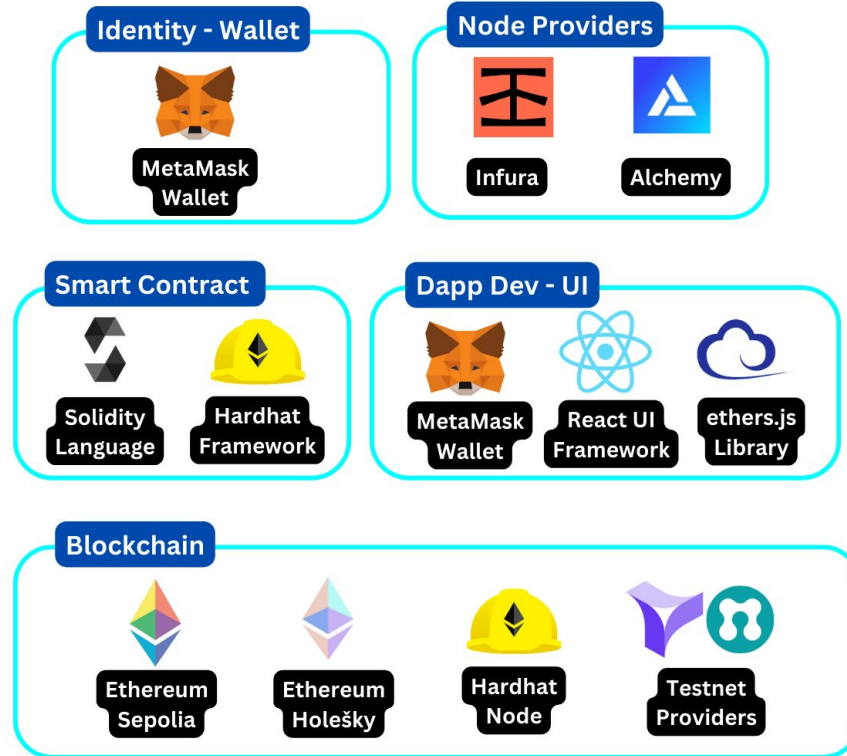 Identity - Wallet
MetaMask
Wallet
Node Providers
Infura
Alchemy
Smart Contract
Solidity
Language
Hardhat
Framework
Dapp Dev - UI
MetaMask
Wallet
React UI
Framework
ethers.js
Library
Blockchain
Ethereum
Sepolia
Ethereum
Holešky
Hardhat
Node
Testnet
Providers